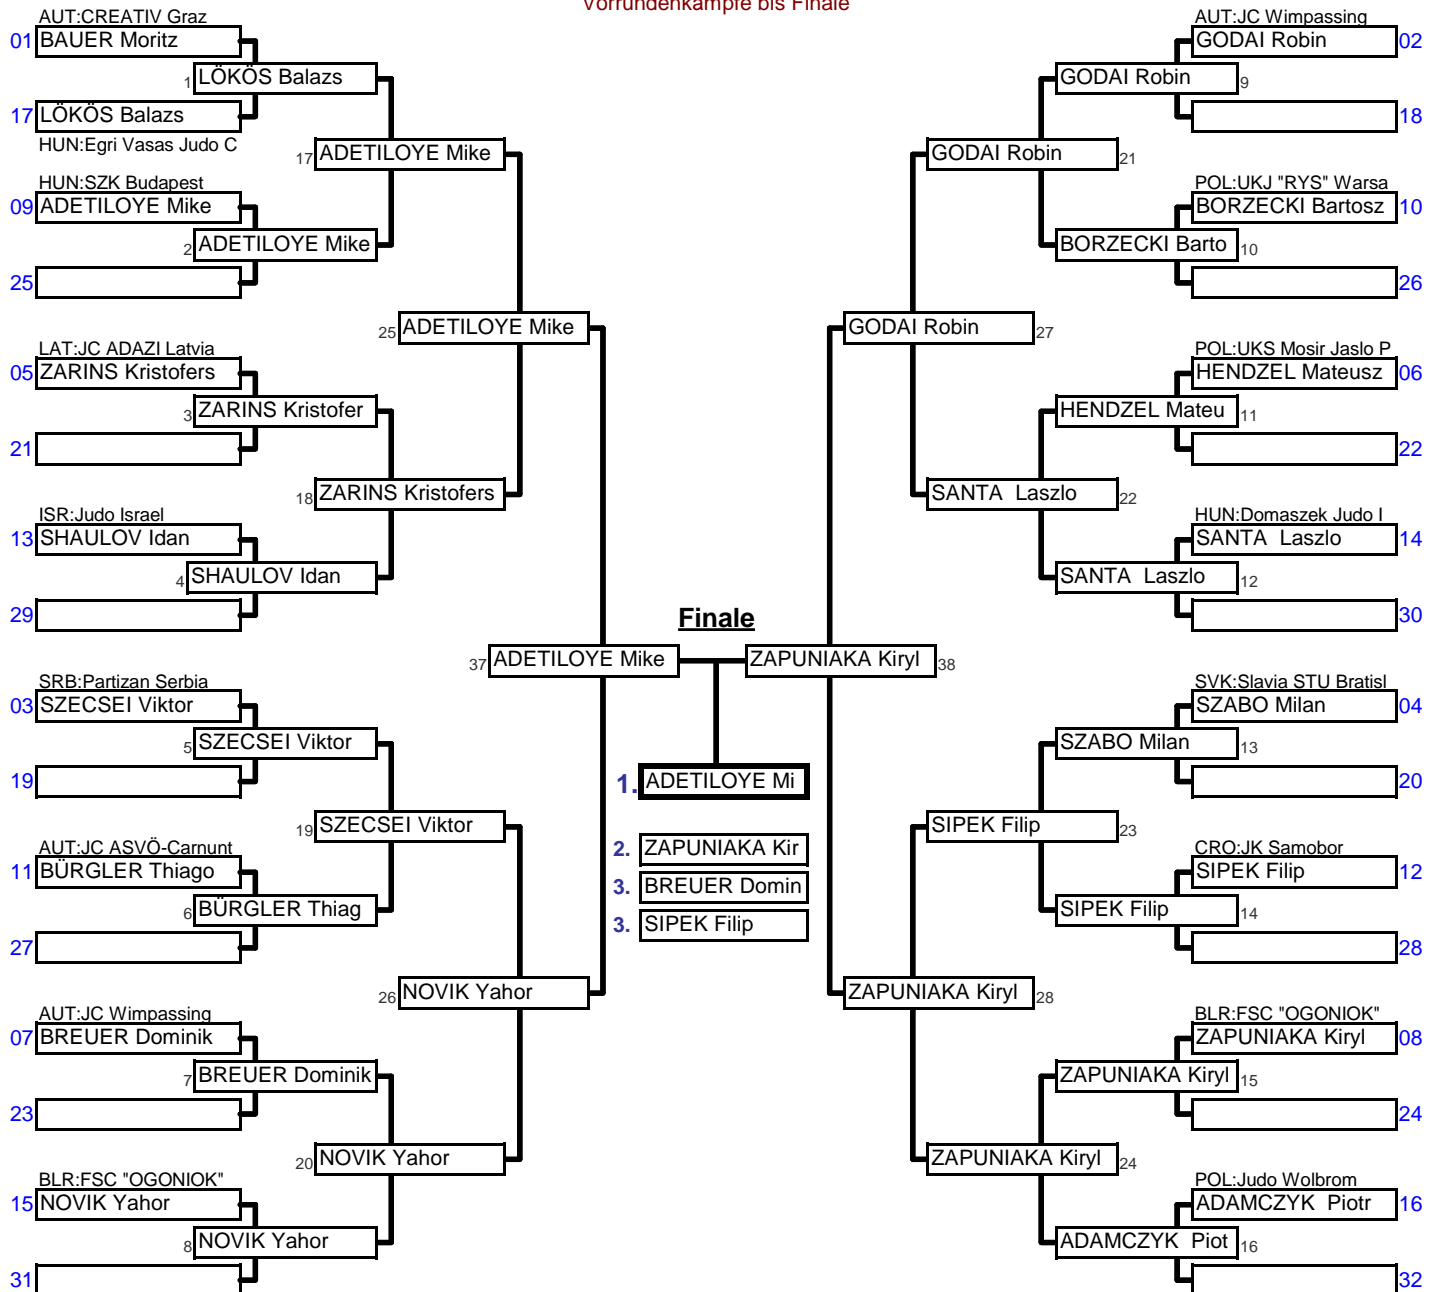 Vorrundenkämpfe bis Finale
AUT:CREATIV Graz
01 BAUER Moritz
1 LÖKÖS Balazs
17 LÖKÖS Balazs
HUN:Egri Vasas Judo C
17 ADETILOYE Mike
HUN:SZK Budapest
09 ADETILOYE Mike
2 ADETILOYE Mike
25
25 ADETILOYE Mike
LAT:JC ADAZI Latvia
05 ZARINS Kristofers
3 ZARINS Kristofer
21
18 ZARINS Kristofers
ISR:Judo Israel
13 SHAULOV Idan
4 SHAULOV Idan
29
37 ADETILOYE Mike
SRB:Partizan Serbia
03 SZECSEI Viktor
5 SZECSEI Viktor
19
19 SZECSEI Viktor
AUT:JC ASVÖ-Carnunt
11 BÜRGLER Thiago
6 BÜRGLER Thiag
27
26 NOVIK Yahor
AUT:JC Wimpassing
07 BREUER Dominik
7 BREUER Dominik
23
20 NOVIK Yahor
BLR:FSC "OGONIOK"
15 NOVIK Yahor
8 NOVIK Yahor
31
Finale
1. ADETILOYE Mi
2. ZAPUNIAKA Kir
3. BREUER Domin
3. SIPEK Filip
AUT:JC Wimpassing
GODAI Robin 02
GODAI Robin 9
18
GODAI Robin 21
POL:UKJ "RYS" Warsa
BORZECKI Bartosz 10
BORZECKI Barto 10
26
GODAI Robin 27
POL:UKS Mosir Jaslo P
HENDZEL Mateusz 06
HENDZEL Mateu 11
22
SANTA  Laszlo 22
HUN:Domaszek Judo I
SANTA  Laszlo 14
SANTA  Laszlo 12
30
ZAPUNIAKA Kiryl 38
SVK:Slavia STU Bratisl
SZABO Milan 04
SZABO Milan 13
20
SIPEK Filip 23
CRO:JK Samobor
SIPEK Filip 12
SIPEK Filip 14
28
ZAPUNIAKA Kiryl 28
BLR:FSC "OGONIOK"
ZAPUNIAKA Kiryl 08
ZAPUNIAKA Kiryl 15
24
ZAPUNIAKA Kiryl 24
POL:Judo Wolbrom
ADAMCZYK  Piotr 16
ADAMCZYK  Piot 16
32